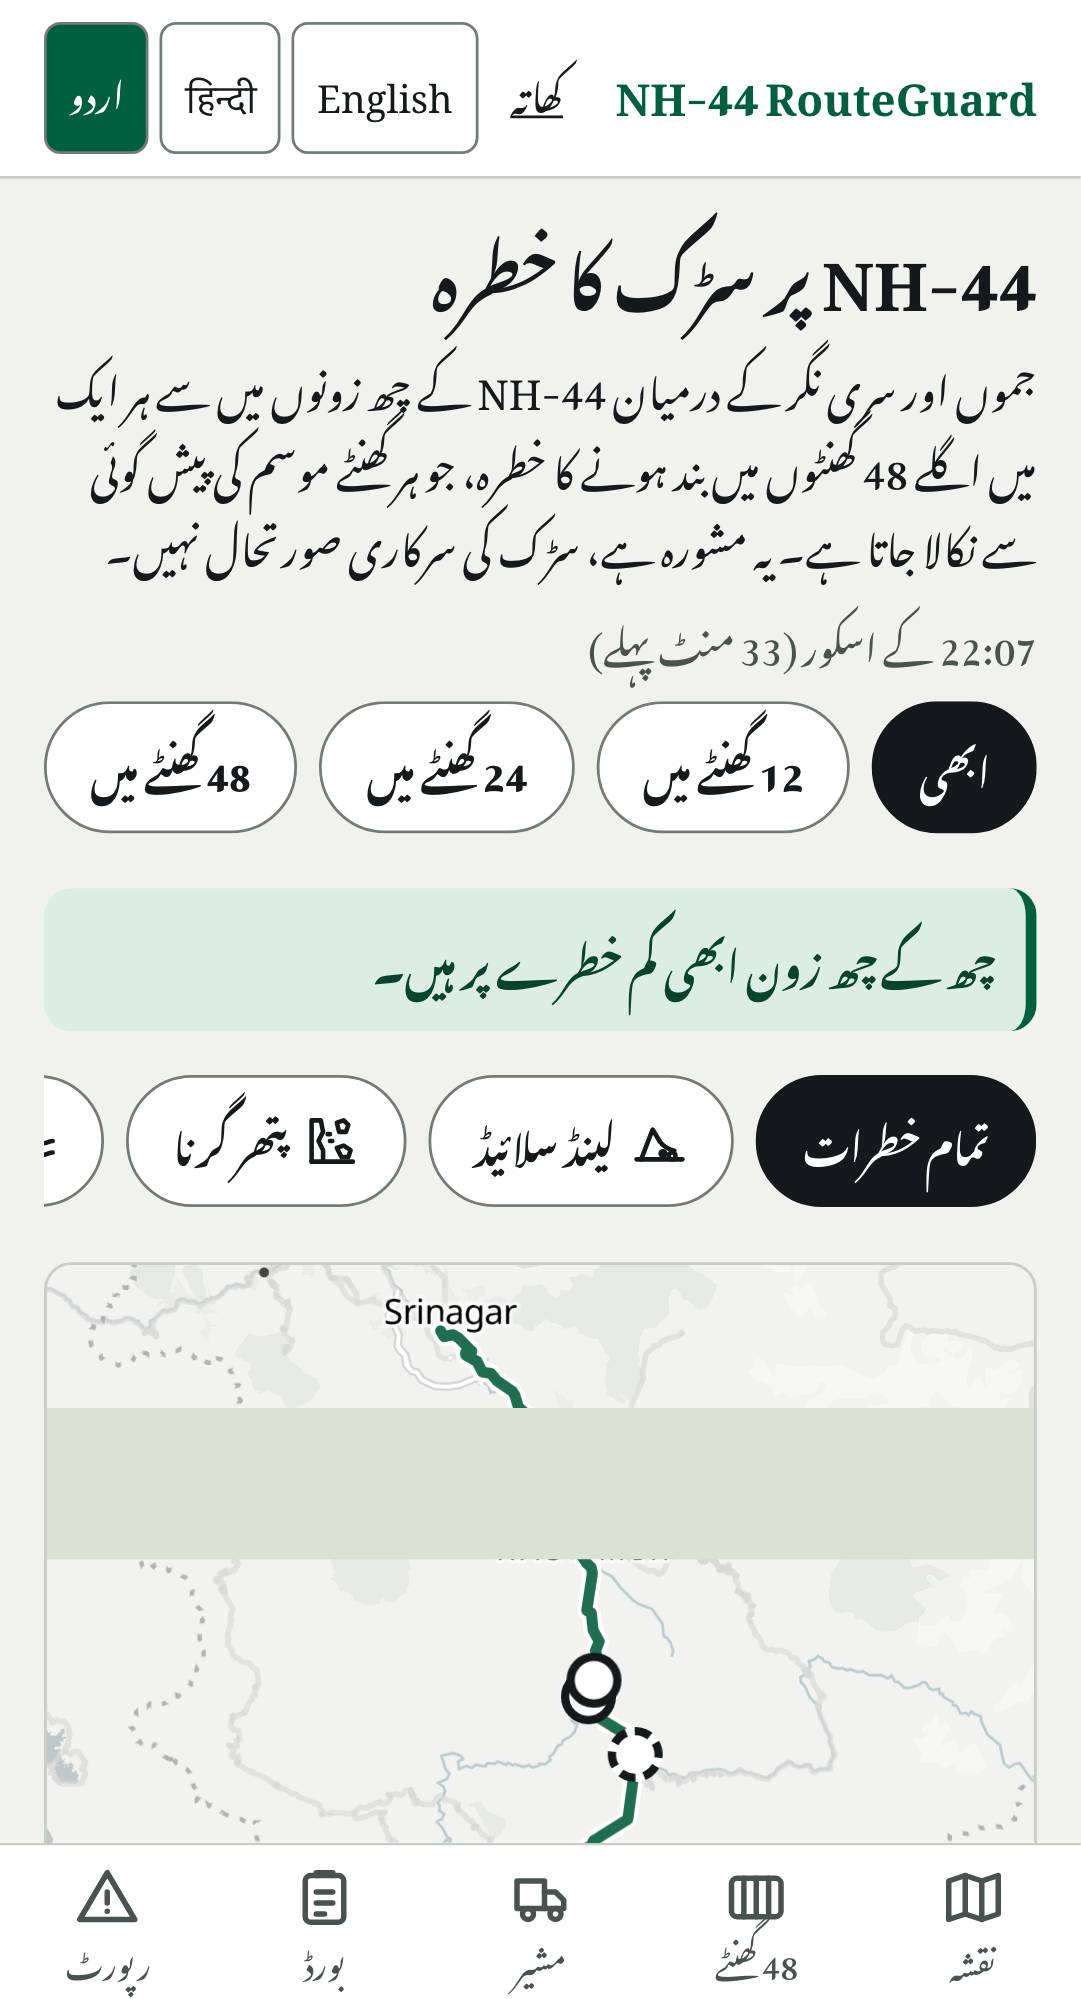 NH-44 RouteGuard
کھاتہ
English
हिन्दी
اردو
NH-44 پر سڑک کا خطرہ
جموں اور سری نگر کے درمیان NH-44 کے چھ زونوں میں سے ہر ایک
میں اگلے 48 گھنٹوں میں بند ہونے کا خطرہ، جو ہر گھنٹے موسم کی پیش گوئی
سے نکالا جاتا ہے۔ یہ مشورہ ہے، سڑک کی سرکاری صورتحال نہیں۔
22:07 کے اسکور (33 منٹ پہلے)
ابھی
12 گھنٹے میں
24 گھنٹے میں
48 گھنٹے میں
چھ کے چھ زون ابھی کم خطرے پر ہیں۔
تمام خطرات
لینڈ سلائیڈ
پتھر گرنا
Srinagar
نقشہ
48 گھنٹے
مشیر
بورڈ
رپورٹ